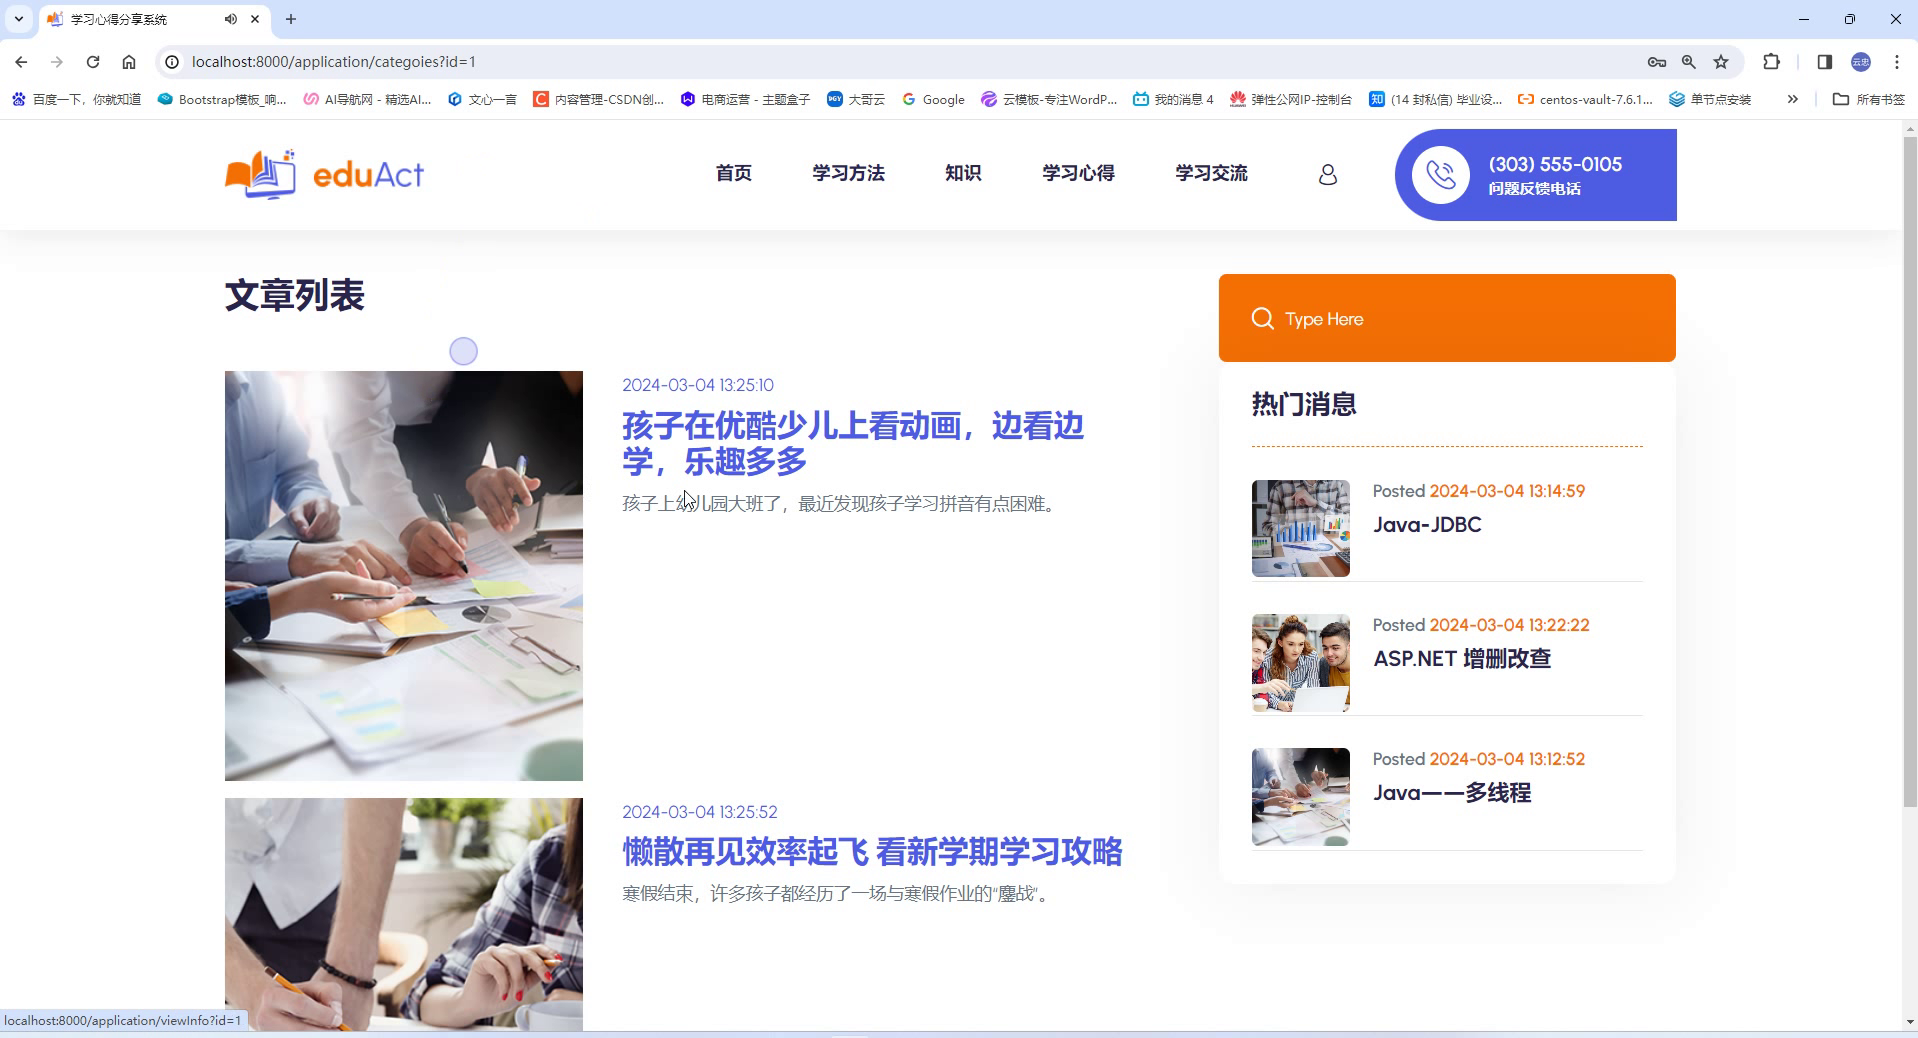 学习心得分享系统
localhost:8000/application/categoies?id=1
云忠
百度一下，你就知道
Bootstrap模板_响...
AI导航网 - 精选AI...
文心一言
内容管理-CSDN创...
电商运营 - 主题盒子
大哥云
Google
云模板-专注WordP...
我的消息 4
弹性公网IP-控制台
(14 封私信) 毕业设...
centos-vault-7.6.1...
单节点安装
»
所有书签
eduAct
首页
学习方法
知识
学习心得
学习交流
(303) 555-0105
问题反馈电话
文章列表
Type Here
2024-03-04 13:25:10
孩子在优酷少儿上看动画，边看边
学，乐趣多多
孩子上幼儿园大班了，最近发现孩子学习拼音有点困难。
热门消息
Posted 2024-03-04 13:14:59
Java-JDBC
Posted 2024-03-04 13:22:22
ASP.NET 增删改查
Posted 2024-03-04 13:12:52
Java——多线程
2024-03-04 13:25:52
懒散再见效率起飞 看新学期学习攻略
寒假结束，许多孩子都经历了一场与寒假作业的“鏖战”。
localhost:8000/application/viewInfo?id=1